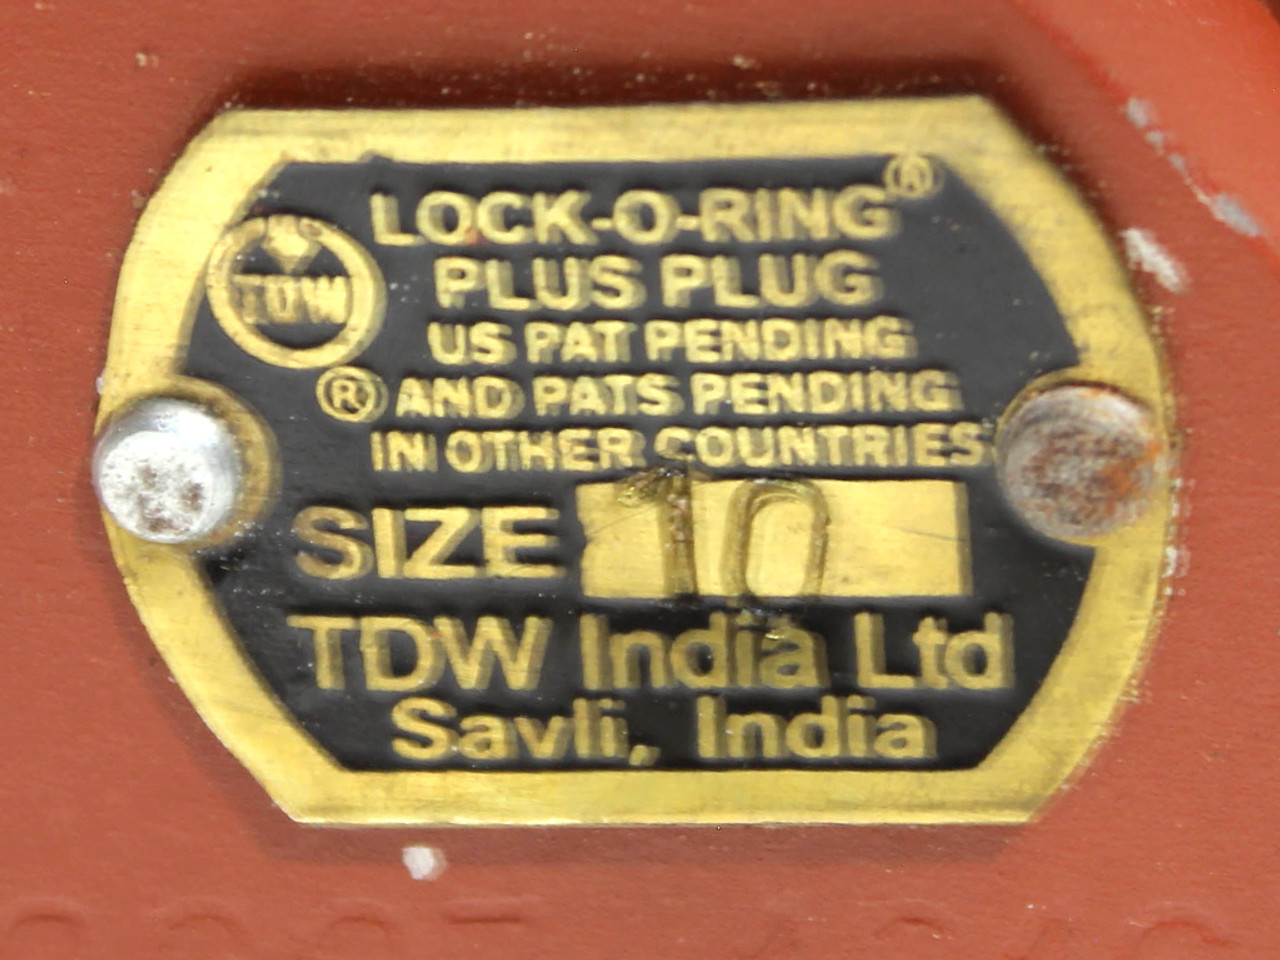 LOCK-O-RING®
PLUS PLUG
TDW
US PAT PENDING
® AND PATS PENDING
IN OTHER COUNTRIES
SIZE 10
TDW India Ltd
Savli, India